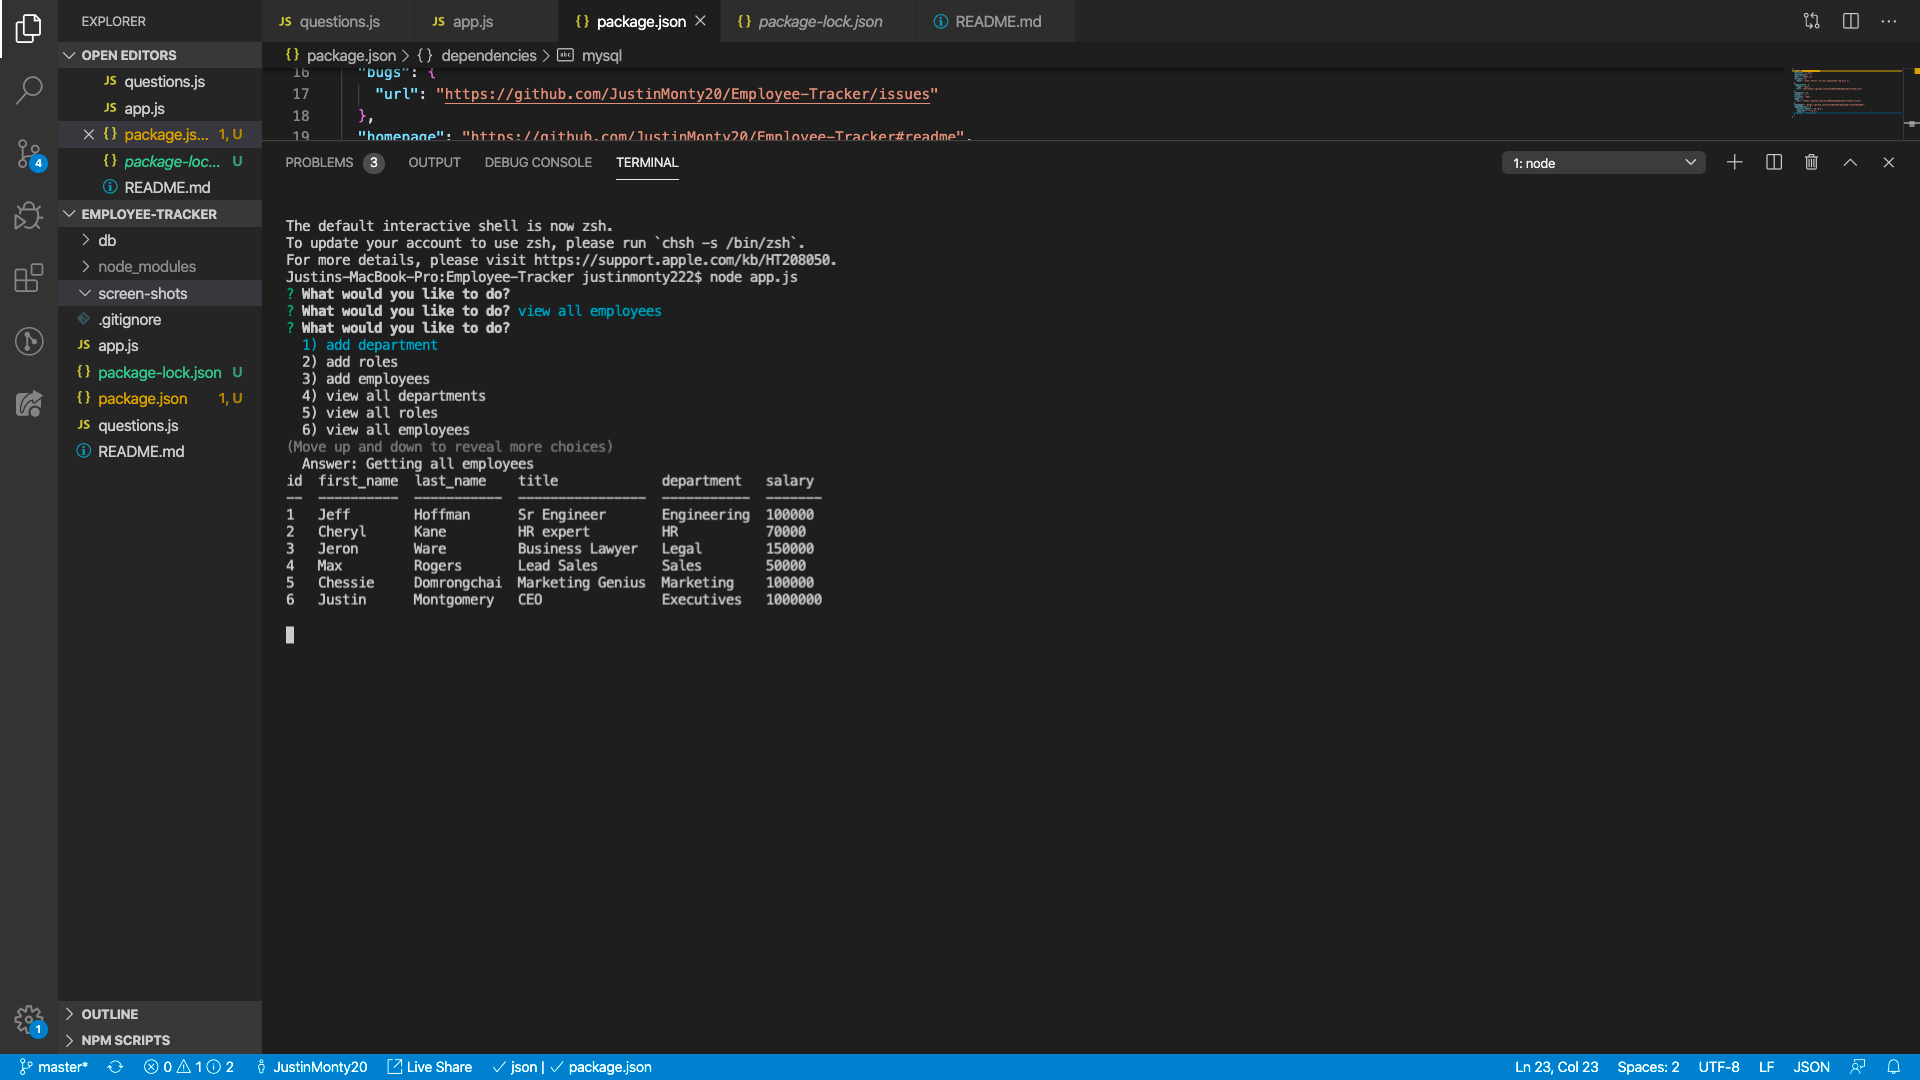 EXPLORER
OPEN EDITORS
JS questions.js
JS app.js
{} package.js... 1, U
{} package-loc... U
README.md
EMPLOYEE-TRACKER
db
node_modules
screen-shots
.gitignore
JS app.js
{} package-lock.json U
{} package.json 1, U
JS questions.js
README.md
OUTLINE
NPM SCRIPTS
4
1
JS questions.js JS app.js {} package.json {} package-lock.json README.md
{} package.json > {} dependencies > abc mysql
16 "bugs": {
17 "url": "https://github.com/JustinMonty20/Employee-Tracker/issues"
18 },
19 "homepage": "https://github.com/JustinMonty20/Employee-Tracker#readme",
PROBLEMS 3 OUTPUT DEBUG CONSOLE TERMINAL 1: node
The default interactive shell is now zsh.
To update your account to use zsh, please run `chsh -s /bin/zsh`.
For more details, please visit https://support.apple.com/kb/HT208050.
Justins-MacBook-Pro:Employee-Tracker justinmonty222$ node app.js
? What would you like to do?
? What would you like to do? view all employees
? What would you like to do?
1) add department
2) add roles
3) add employees
4) view all departments
5) view all roles
6) view all employees
(Move up and down to reveal more choices)
Answer: Getting all employees
id first_name last_name title department salary
-- ---------- ----------- ---------------- ----------- -------
1 Jeff Hoffman Sr Engineer Engineering 100000
2 Cheryl Kane HR expert HR 70000
3 Jeron Ware Business Lawyer Legal 150000
4 Max Rogers Lead Sales Sales 50000
5 Chessie Domrongchai Marketing Genius Marketing 100000
6 Justin Montgomery CEO Executives 1000000
master* 0 1 2 JustinMonty20 Live Share json | package.json Ln 23, Col 23 Spaces: 2 UTF-8 LF JSON